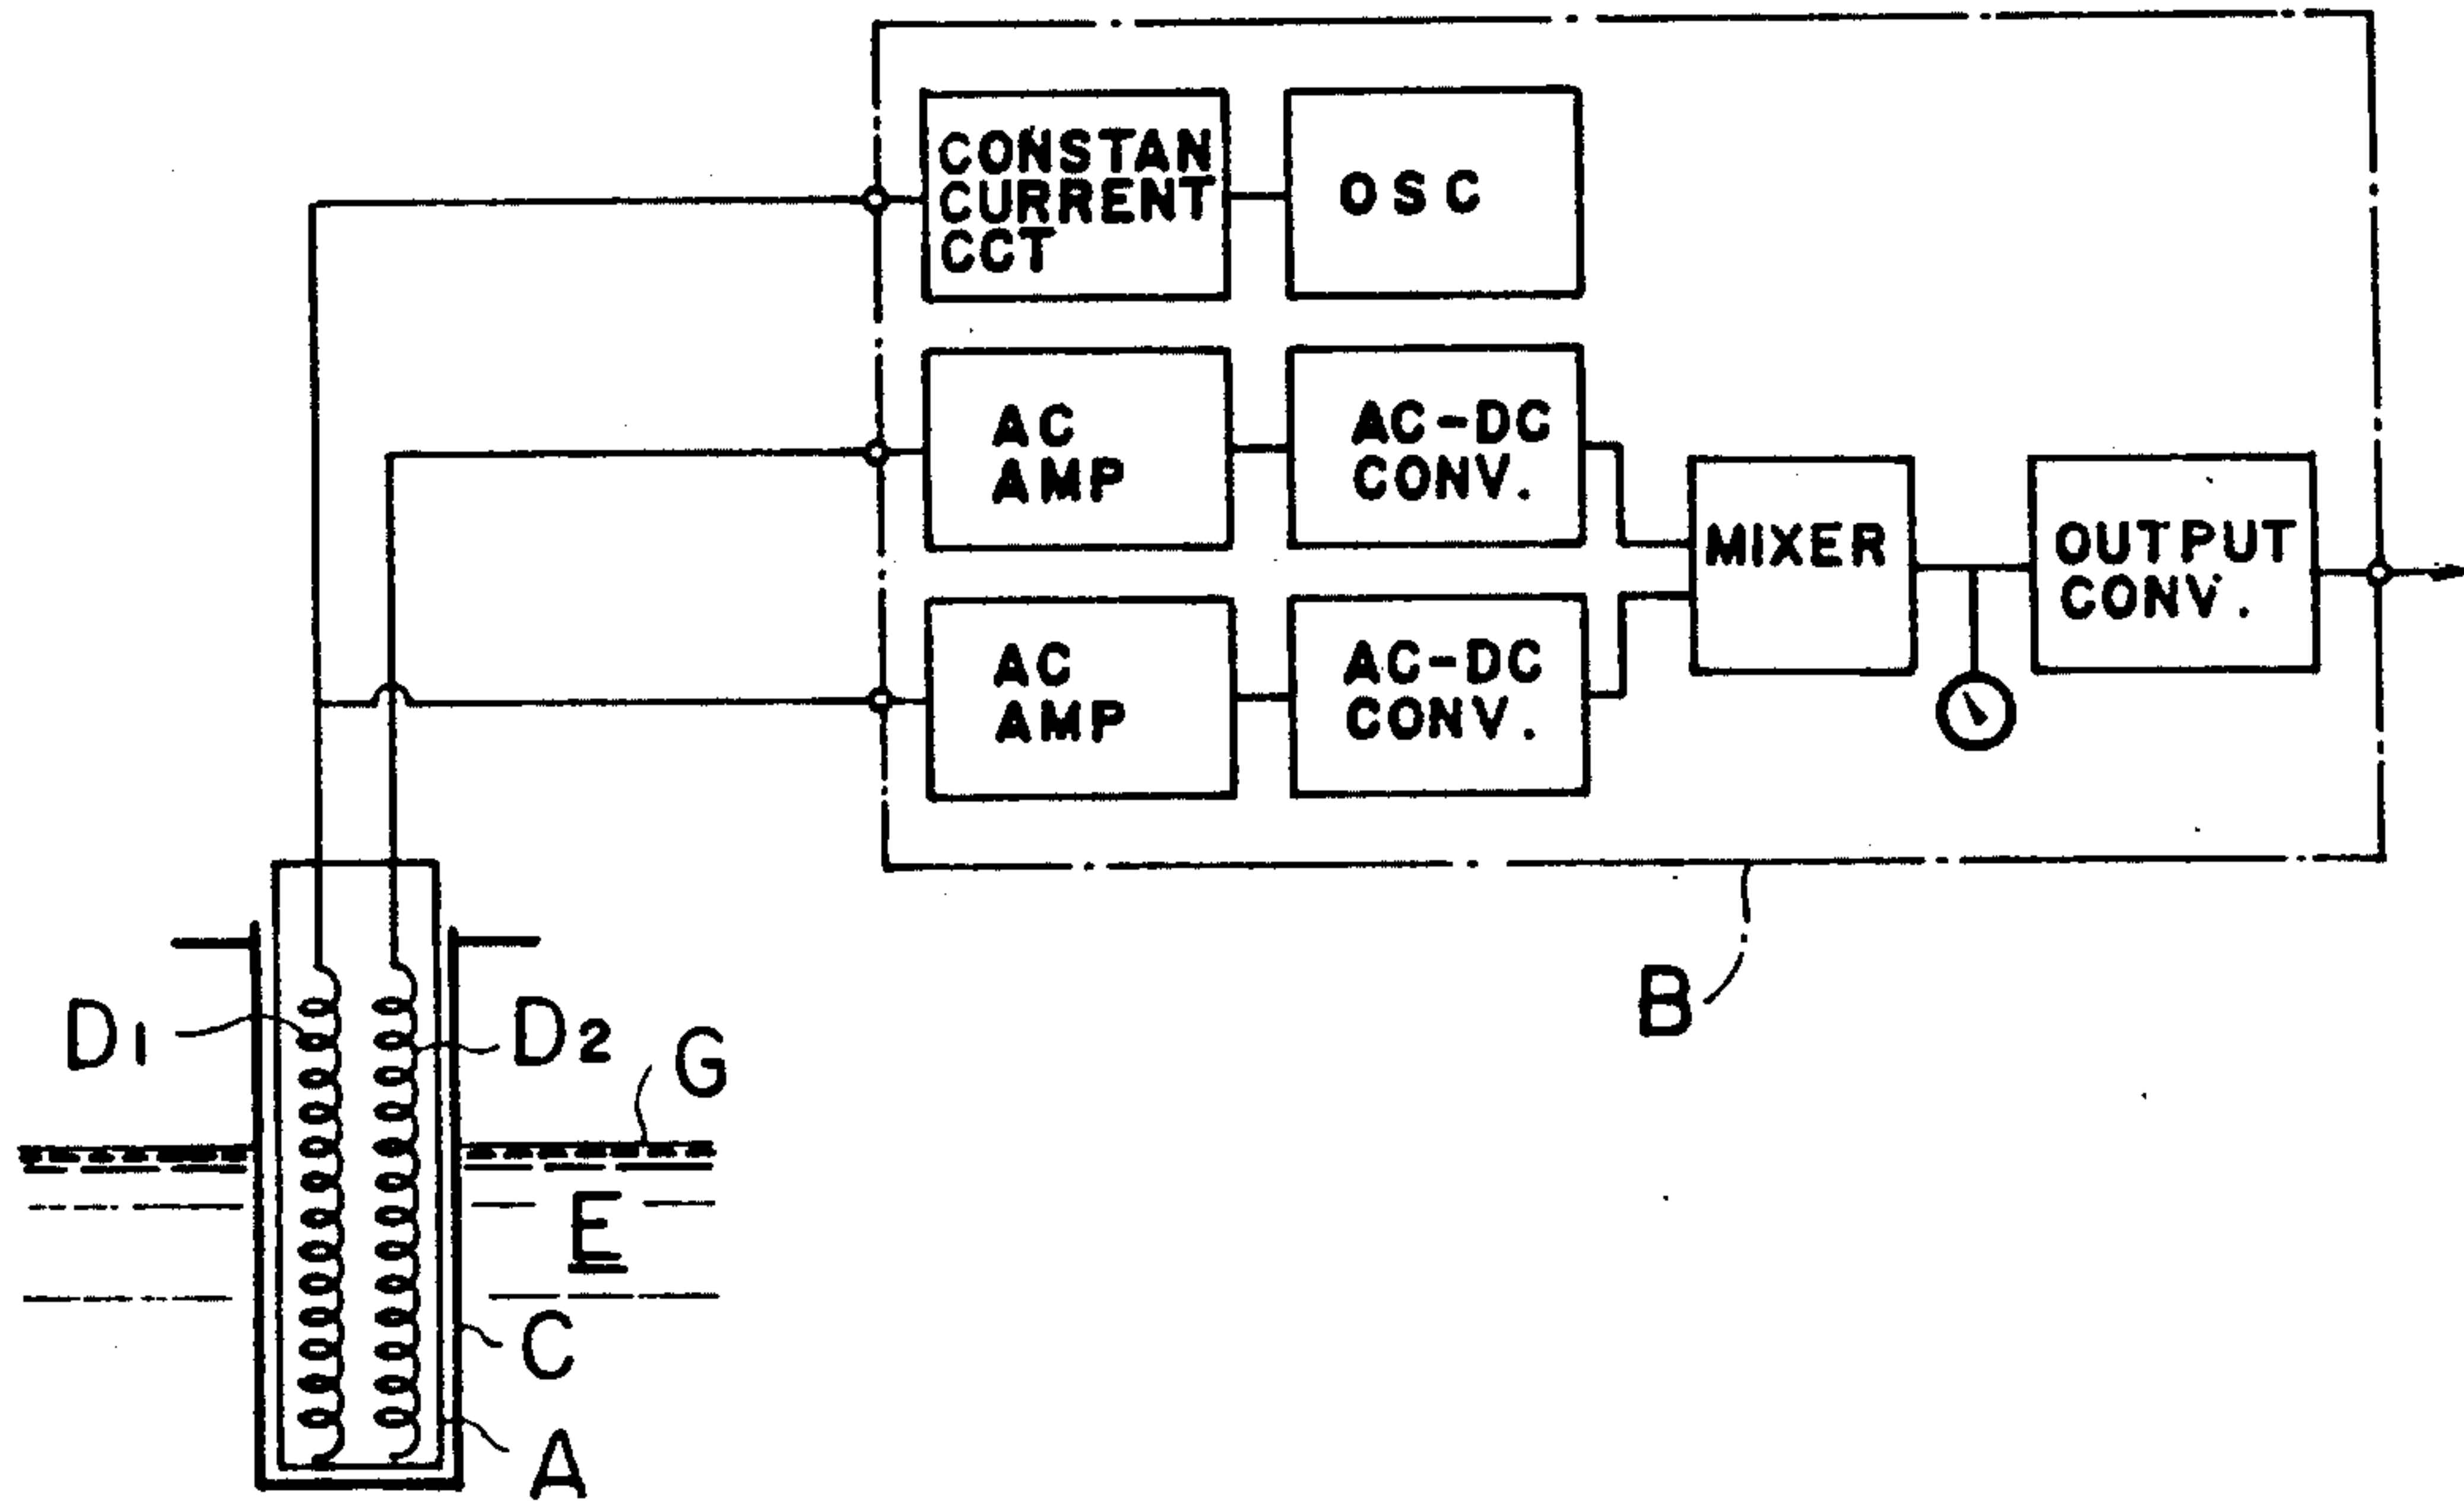 CONSTAN
CURRENT
CCT
OSC
AC
AMP
AC-DC
CONV.
MIXER
OUTPUT
CONV.
AC
AMP
AC-DC
CONV.
B
D1
D2
G
E
C
A